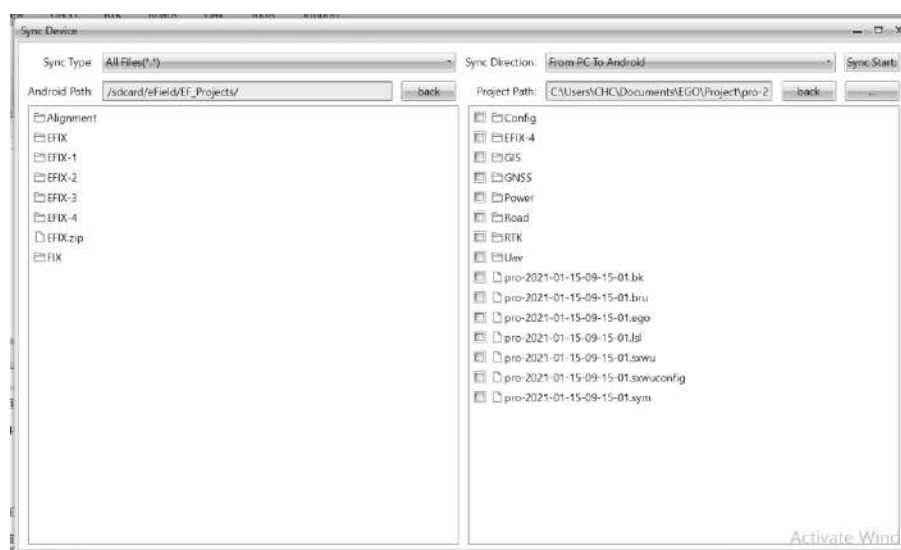 Sync Device
Sync Type: All Files(*.*)
Sync Direction: From PC To Android
Sync Start
Android Path: /sdcard/eField/EF_Projects/ back
Project Path: C:\Users\CHC\Documents\EGO\Project\pro-2 back ...
Alignment
EFIX
EFIX-1
EFIX-2
EFIX-3
EFIX-4
EFIX.zip
FIX
Config
EFIX-4
GIS
GNSS
Power
Road
RTK
Uav
pro-2021-01-15-09-15-01.bk
pro-2021-01-15-09-15-01.bru
pro-2021-01-15-09-15-01.ego
pro-2021-01-15-09-15-01.lsl
pro-2021-01-15-09-15-01.sxwu
pro-2021-01-15-09-15-01.sxwuconfig
pro-2021-01-15-09-15-01.sym
Activate Wind